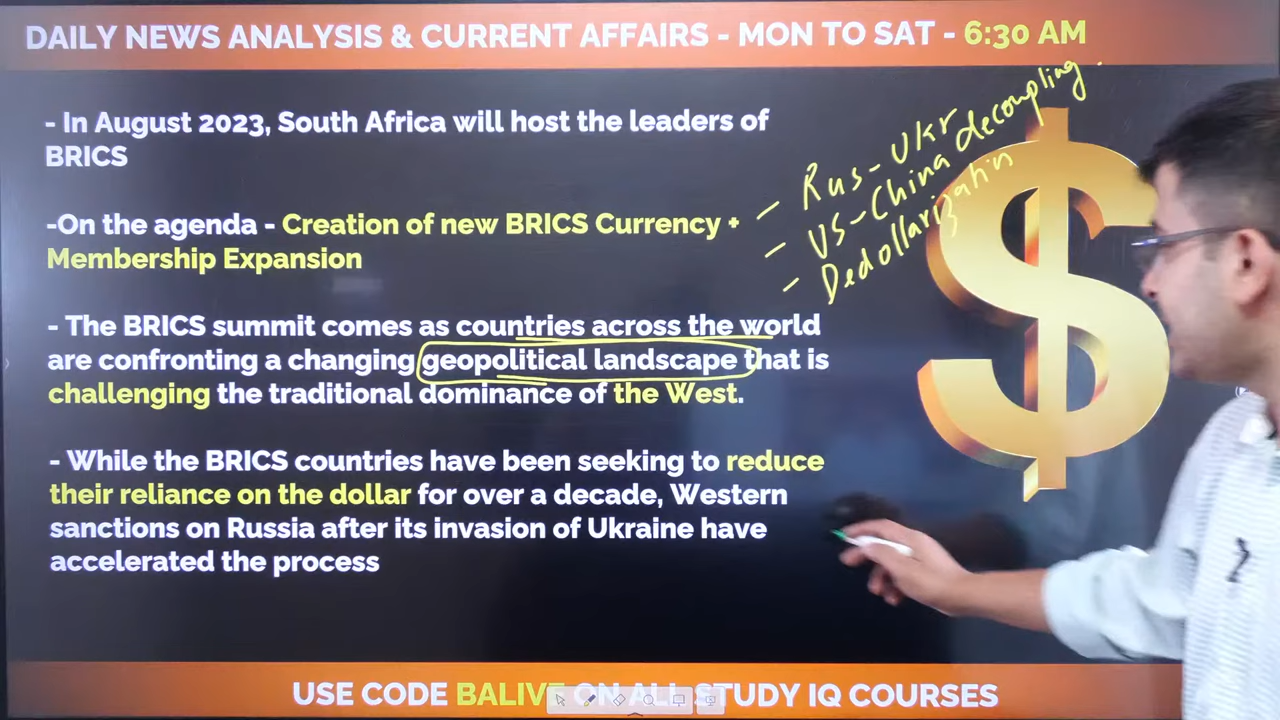 DAILY NEWS ANALYSIS & CURRENT AFFAIRS - MON TO SAT - 6:30 AM
- In August 2023, South Africa will host the leaders of
BRICS
-On the agenda - Creation of new BRICS Currency +
Membership Expansion
- The BRICS summit comes as countries across the world
are confronting a changing geopolitical landscape that is
challenging the traditional dominance of the West.
- While the BRICS countries have been seeking to reduce
their reliance on the dollar for over a decade, Western
sanctions on Russia after its invasion of Ukraine have
accelerated the process
- Rus-Ukr
- US-China decoupling.
- Dedollarizatin
$
USE CODE BALIVE ON ALL STUDY IQ COURSES